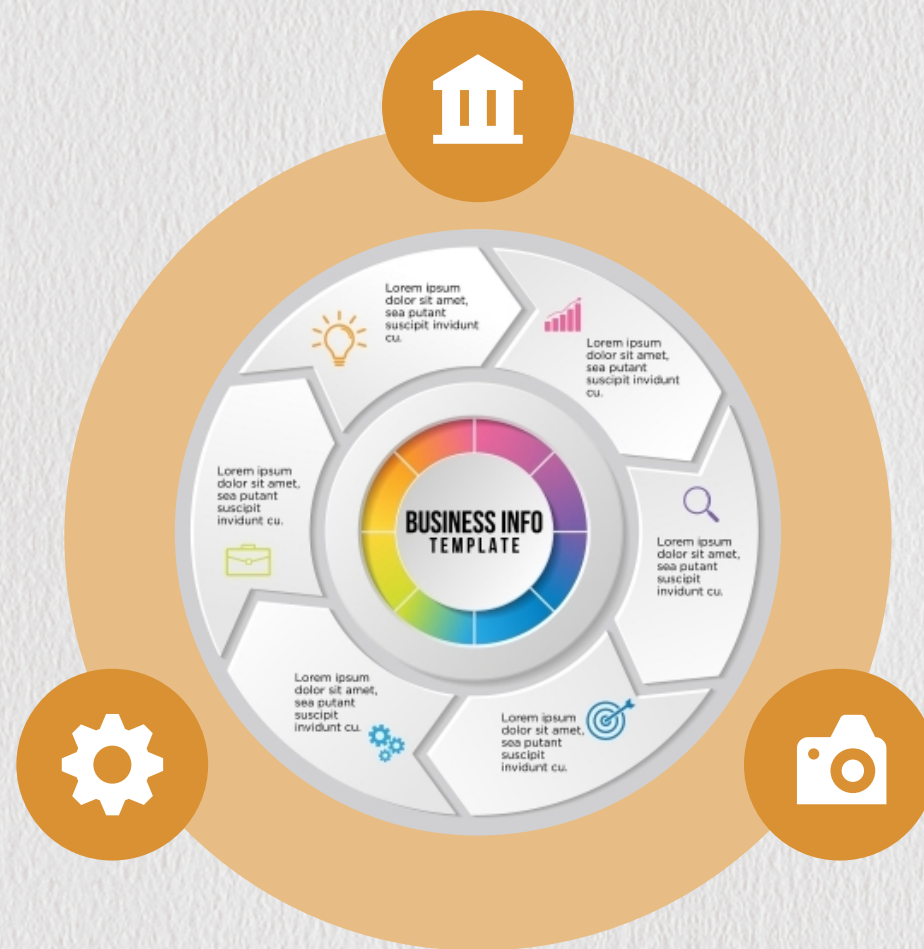 Lorem ipsum
dolor sit amet,
sea putant
suscipit invidunt
cu.
Lorem ipsum
dolor sit amet,
sea putant
suscipit invidunt
cu.
Lorem ipsum
dolor sit amet,
sea putant
suscipit
invidunt cu.
Lorem ipsum
dolor sit amet,
sea putant
suscipit
invidunt cu.
Lorem ipsum
dolor sit amet,
sea putant
suscipit
invidunt cu.
Lorem ipsum
dolor sit amet,
sea putant
suscipit
invidunt cu.
BUSINESS INFO
TEMPLATE